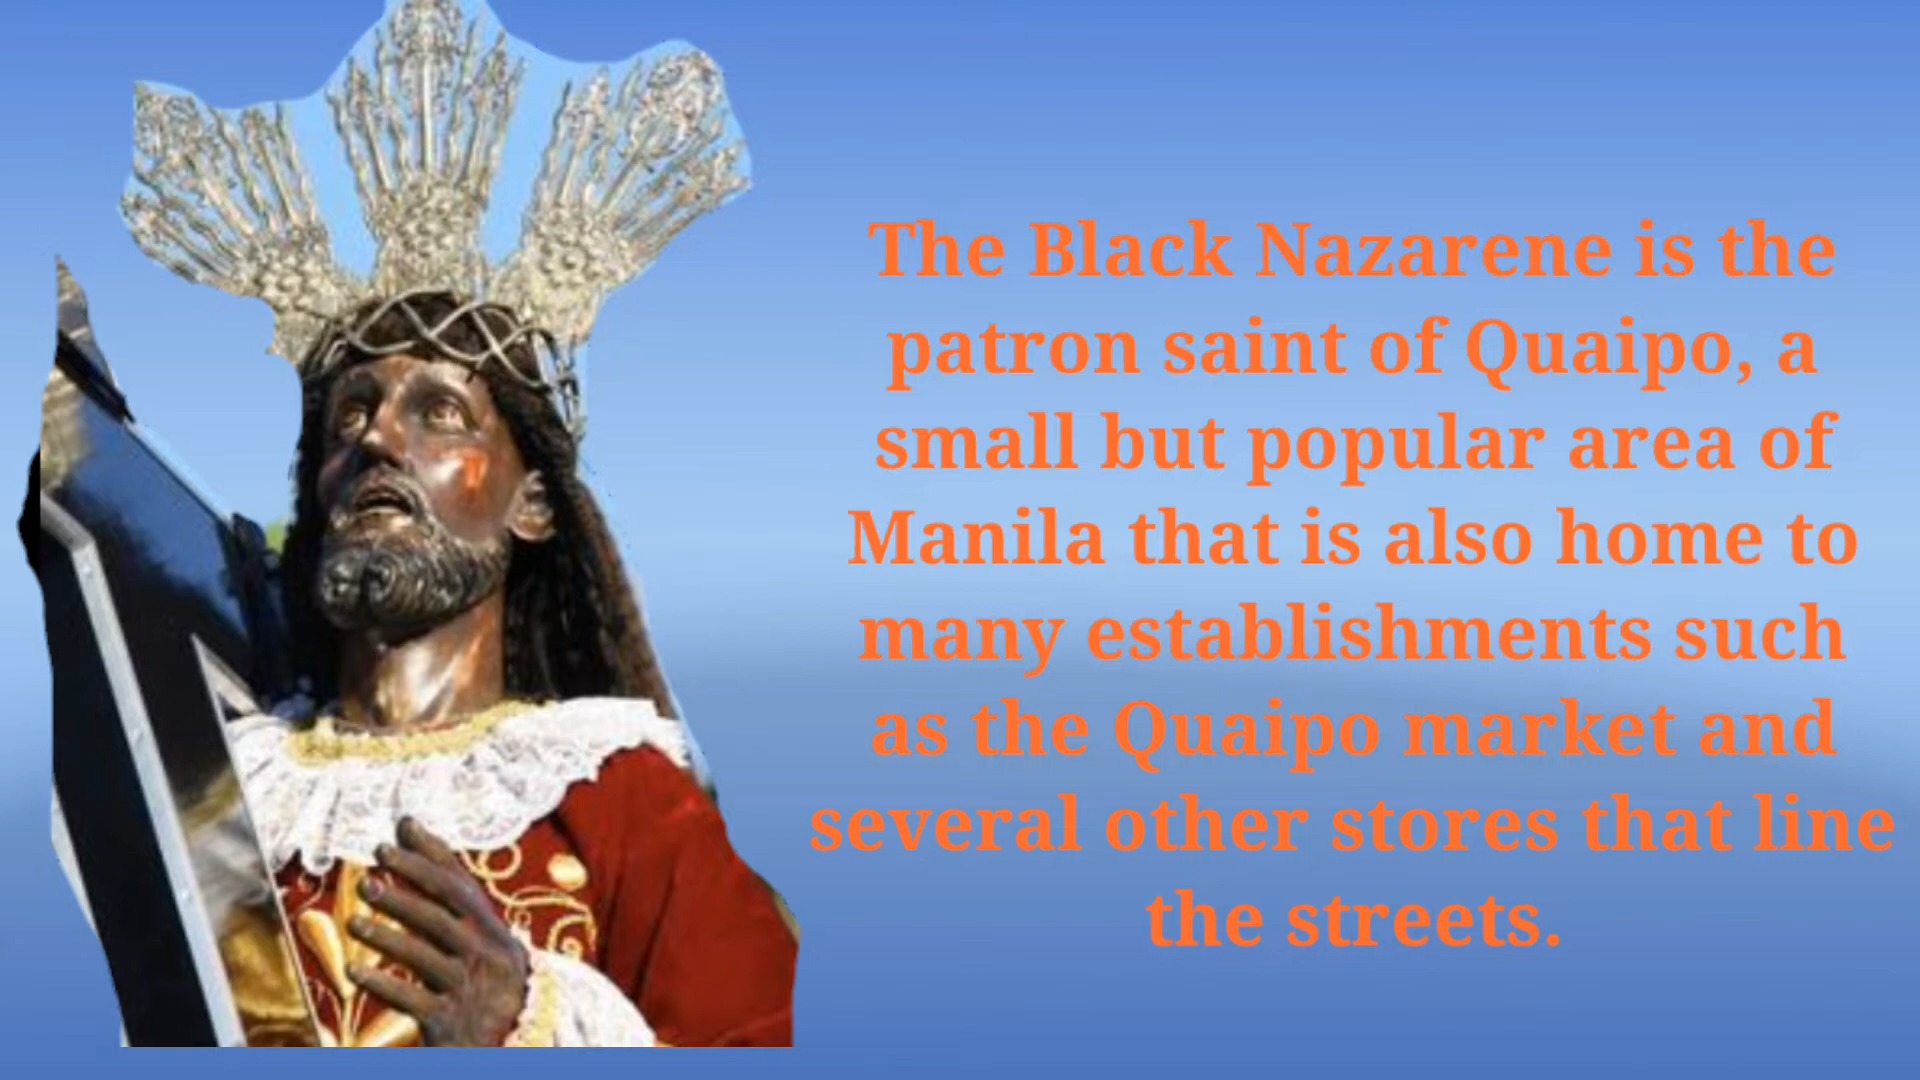 The Black Nazarene is the
patron saint of Quaipo, a
small but popular area of
Manila that is also home to
many establishments such
as the Quaipo market and
several other stores that line
the streets.